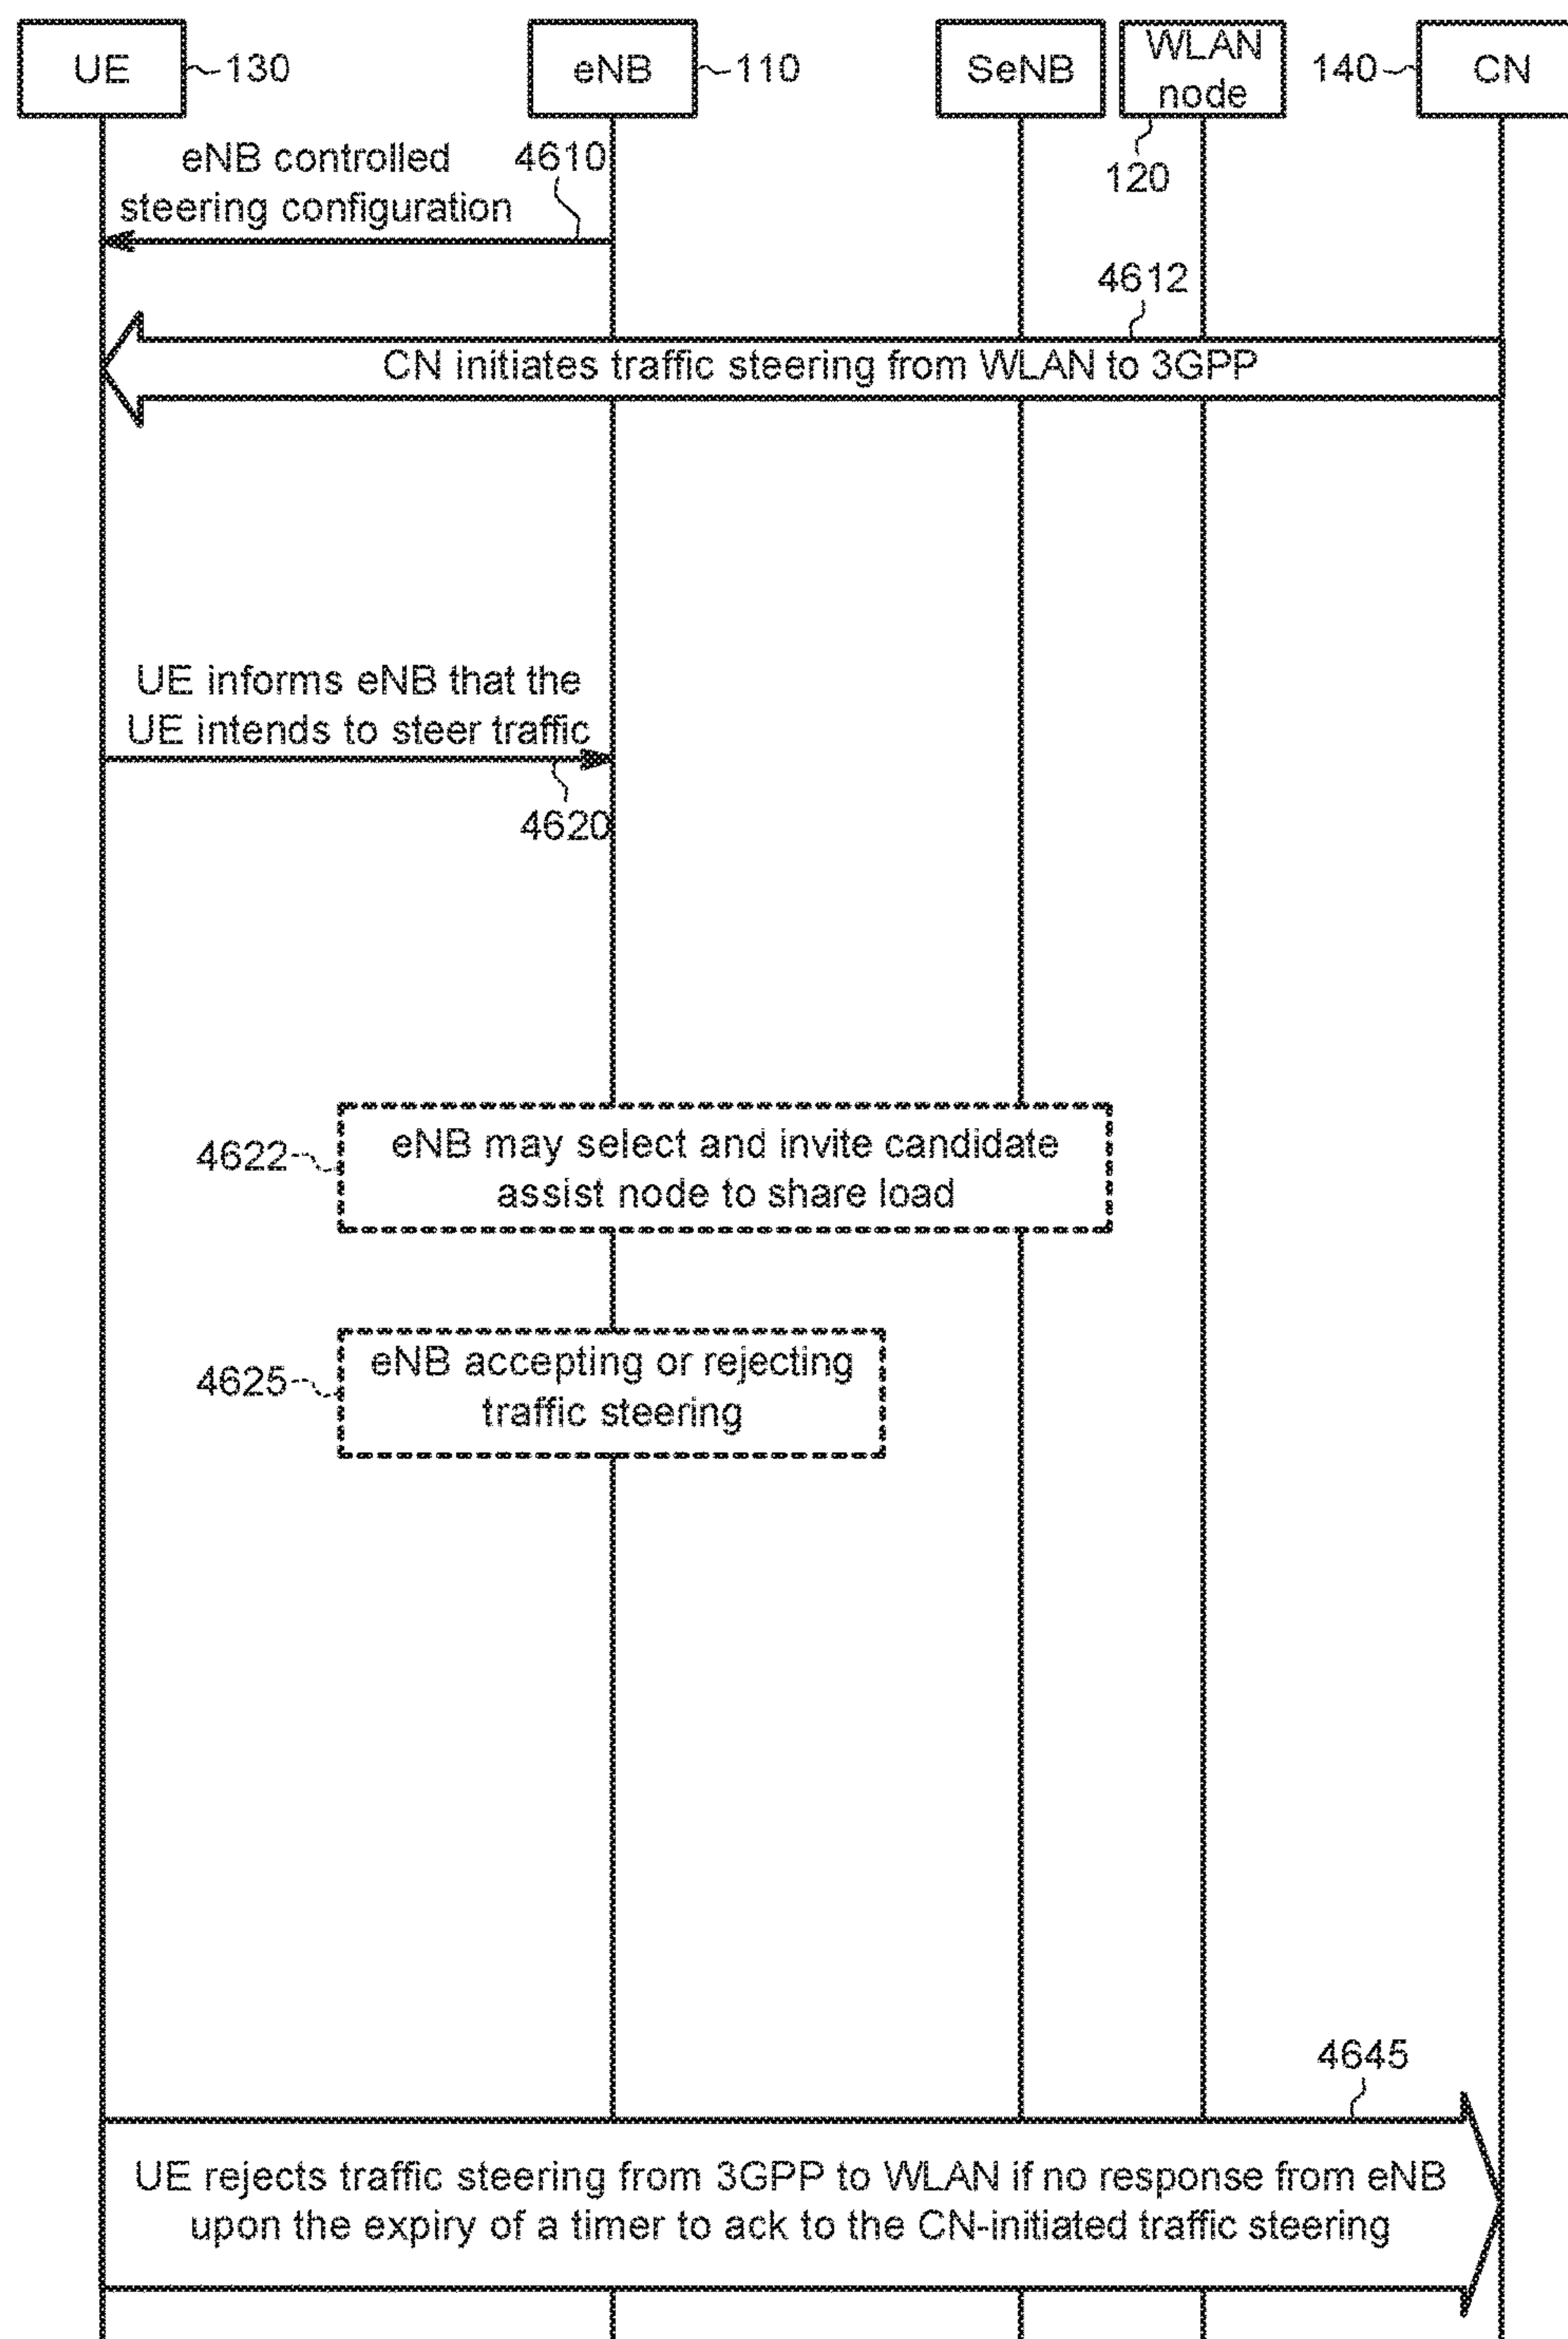 UE
130
eNB
110
SeNB
WLAN
node
120
140
CN
eNB controlled
steering configuration
4610
4612
CN initiates traffic steering from WLAN to 3GPP
UE informs eNB that the
UE intends to steer traffic
4620
4622
eNB may select and invite candidate
assist node to share load
4625
eNB accepting or rejecting
traffic steering
4645
UE rejects traffic steering from 3GPP to WLAN if no response from eNB
upon the expiry of a timer to ack to the CN-initiated traffic steering